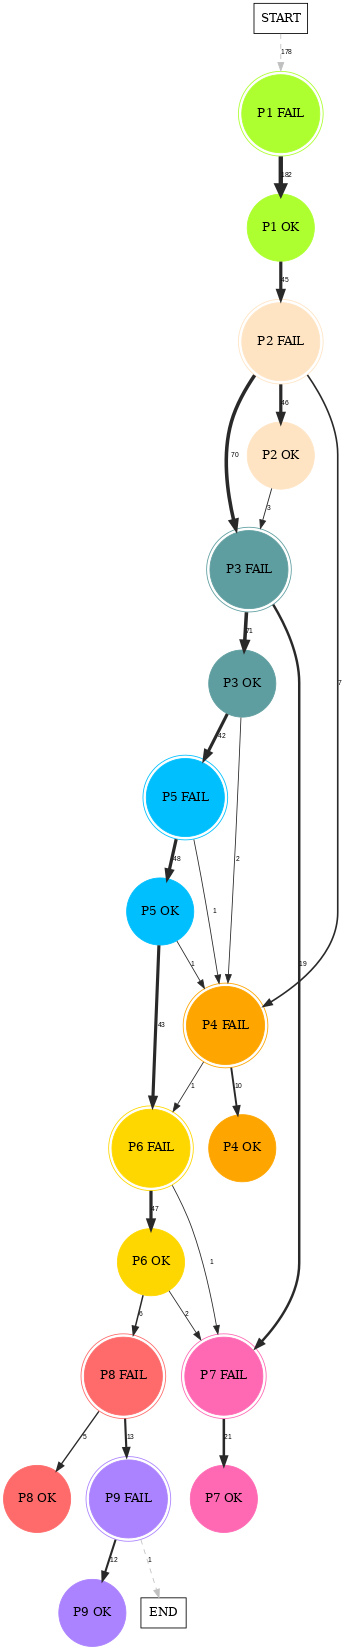 START
178
P1 FAIL
182
P1 OK
45
P2 FAIL
70
46
P2 OK
3
P3 FAIL
71
7
P3 OK
42
2
P5 FAIL
48
1
P5 OK
1
19
P4 FAIL
43
1
10
P6 FAIL
P4 OK
47
1
P6 OK
6
2
P8 FAIL
P7 FAIL
5
13
21
P8 OK
P9 FAIL
P7 OK
12
1
P9 OK
END